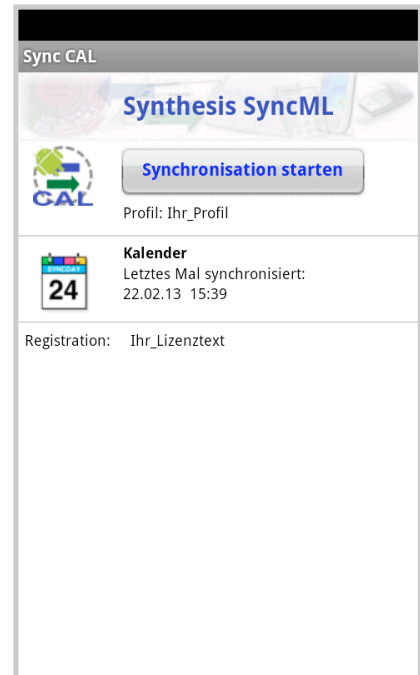 Sync CAL
Synthesis SyncML
Synchronisation starten
CAL
Profil: Ihr_Profil
Kalender
SYNCDAY
24
Letztes Mal synchronisiert:
22.02.13 15:39
Registration: Ihr_Lizenztext